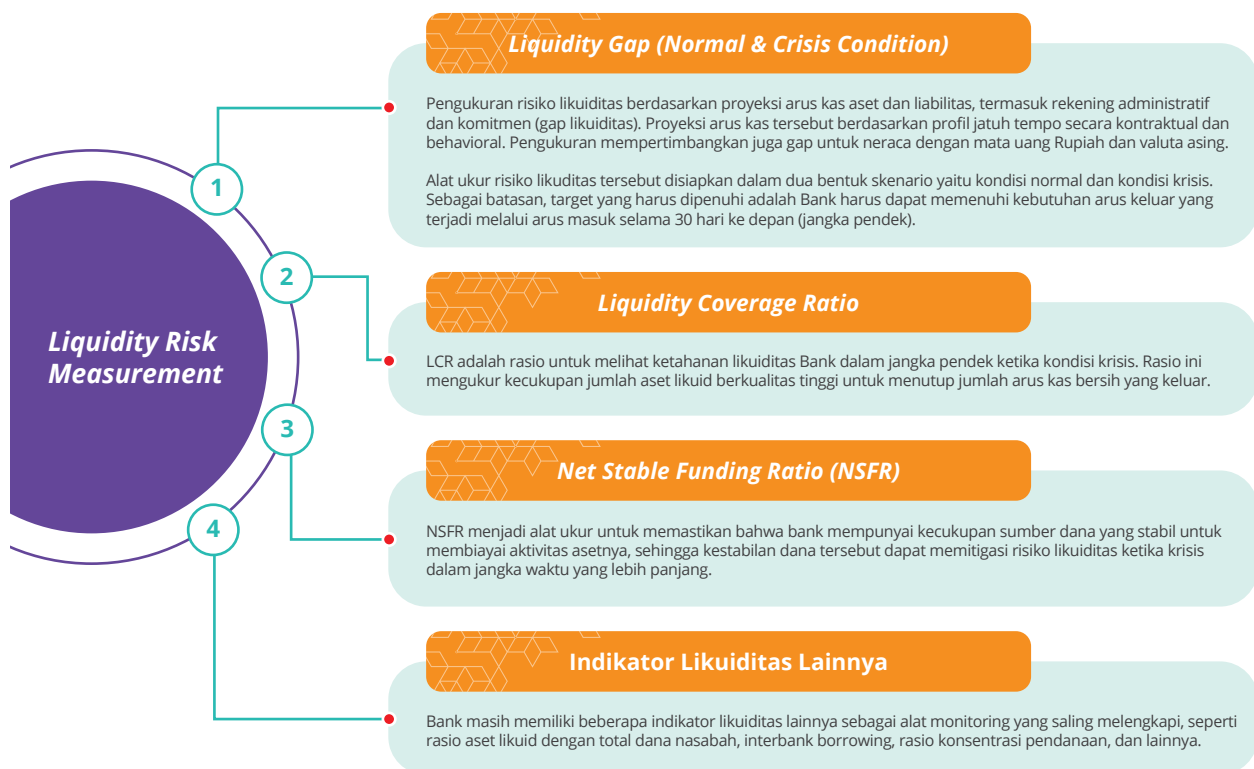 Liquidity Risk
Measurement
1
Liquidity Gap (Normal & Crisis Condition)
Pengukuran risiko likuiditas berdasarkan proyeksi arus kas aset dan liabilitas, termasuk rekening administratif
dan komitmen (gap likuiditas). Proyeksi arus kas tersebut berdasarkan profil jatuh tempo secara kontraktual dan
behavioral. Pengukuran mempertimbangkan juga gap untuk neraca dengan mata uang Rupiah dan valuta asing.
Alat ukur risiko likuditas tersebut disiapkan dalam dua bentuk skenario yaitu kondisi normal dan kondisi krisis.
Sebagai batasan, target yang harus dipenuhi adalah Bank harus dapat memenuhi kebutuhan arus keluar yang
terjadi melalui arus masuk selama 30 hari ke depan (jangka pendek).
2
Liquidity Coverage Ratio
LCR adalah rasio untuk melihat ketahanan likuiditas Bank dalam jangka pendek ketika kondisi krisis. Rasio ini
mengukur kecukupan jumlah aset likuid berkualitas tinggi untuk menutup jumlah arus kas bersih yang keluar.
3
Net Stable Funding Ratio (NSFR)
NSFR menjadi alat ukur untuk memastikan bahwa bank mempunyai kecukupan sumber dana yang stabil untuk
membiayai aktivitas asetnya, sehingga kestabilan dana tersebut dapat memitigasi risiko likuiditas ketika krisis
dalam jangka waktu yang lebih panjang.
4
Indikator Likuiditas Lainnya
Bank masih memiliki beberapa indikator likuiditas lainnya sebagai alat monitoring yang saling melengkapi, seperti
rasio aset likuid dengan total dana nasabah, interbank borrowing, rasio konsentrasi pendanaan, dan lainnya.